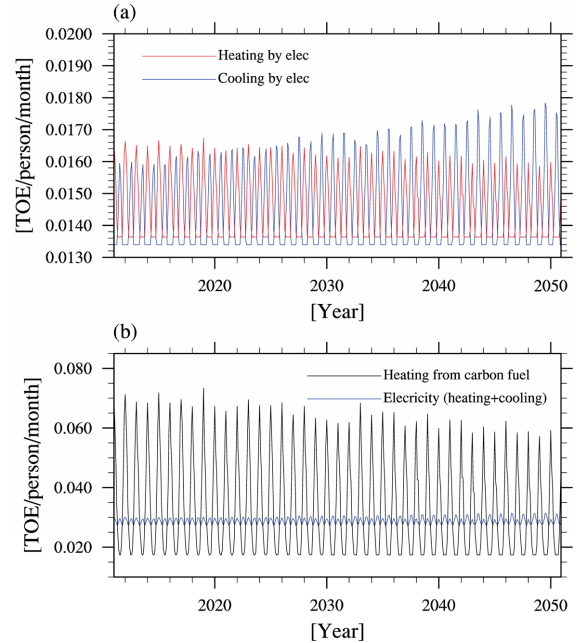 (a)
0.0200
0.0190
0.0180
0.0170
0.0160
0.0150
0.0140
0.0130
[TOE/person/month]
Heating by elec
Cooling by elec
2020 2030 2040 2050
[Year]
(b)
0.080
0.060
0.040
0.020
[TOE/person/month]
Heating from carbon fuel
Elecricity (heating+cooling)
2020 2030 2040 2050
[Year]